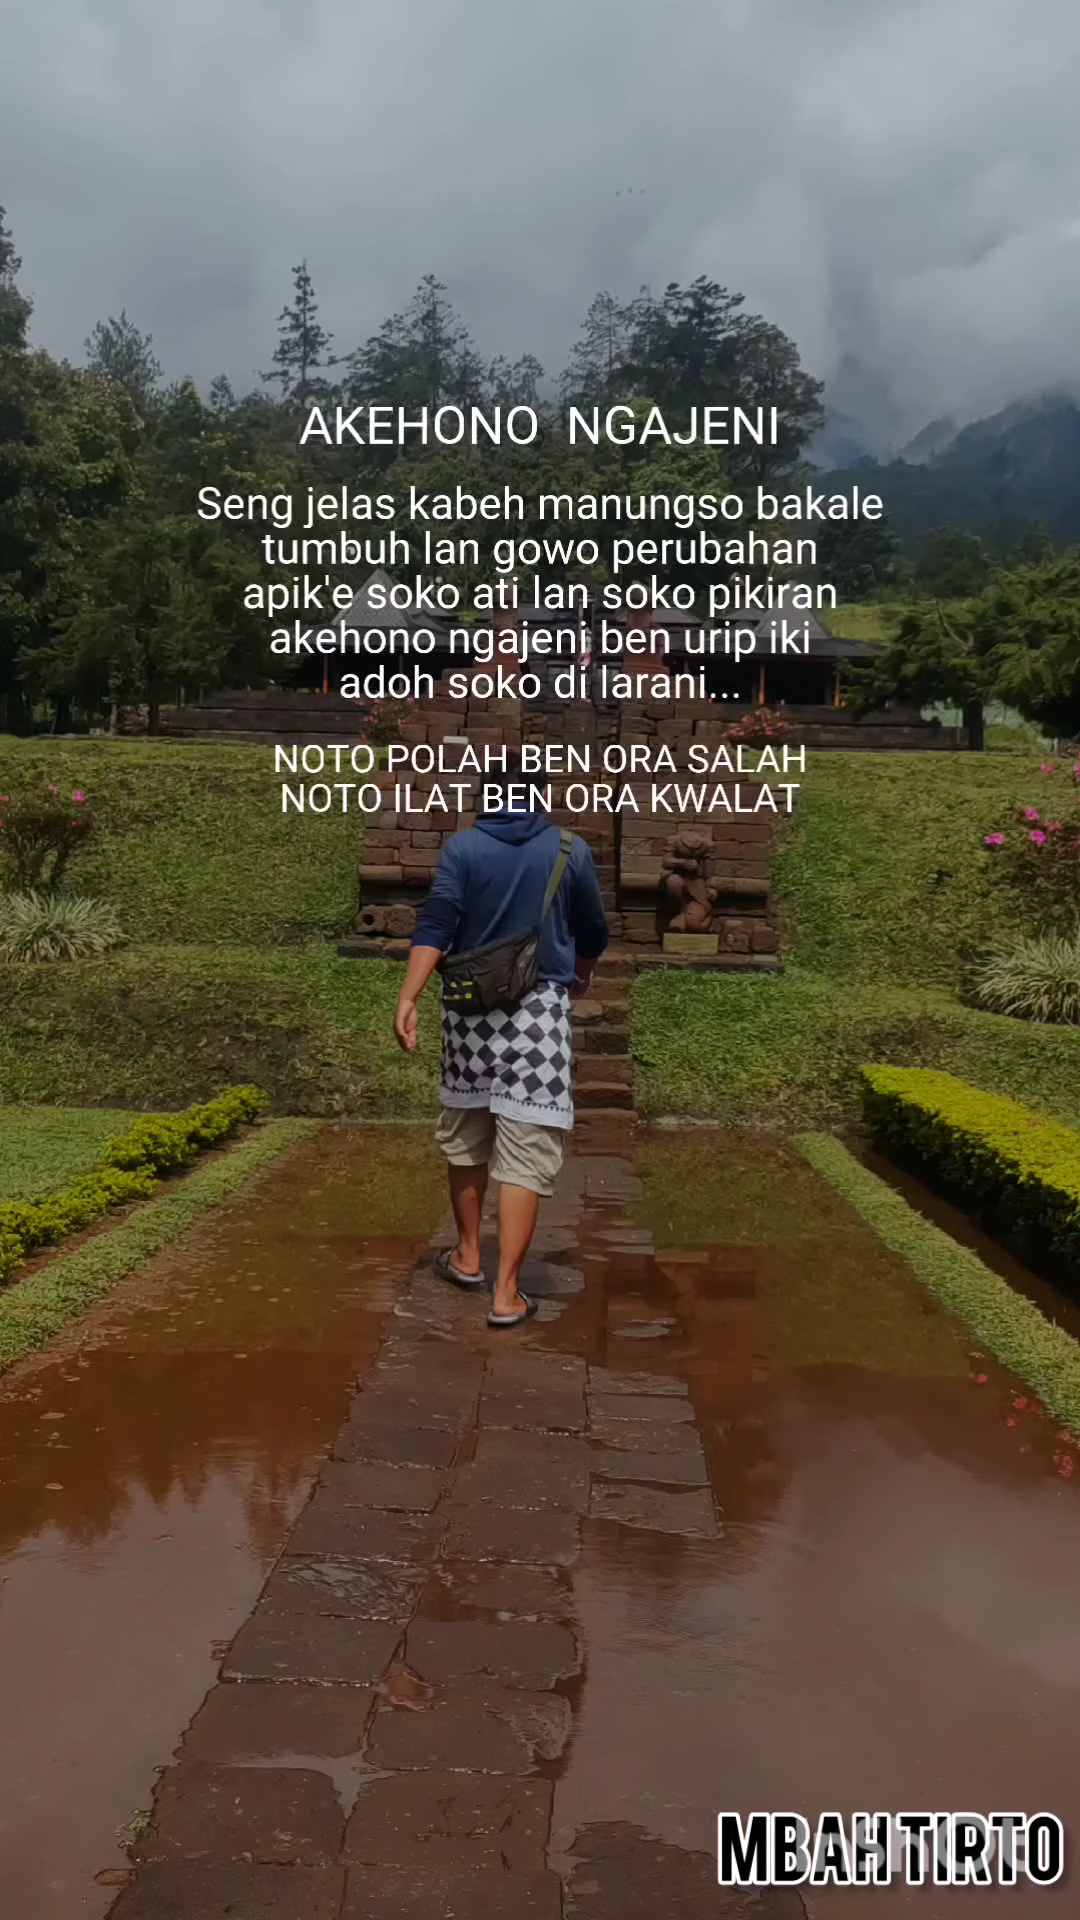 AKEHONO NGAJENI
Seng jelas kabeh manungso bakale
tumbuh lan gowo perubahan
apik'e soko ati lan soko pikiran
akehono ngajeni ben urip iki
adoh soko di larani...
NOTO POLAH BEN ORA SALAH
NOTO ILAT BEN ORA KWALAT
MBAH TIRTO